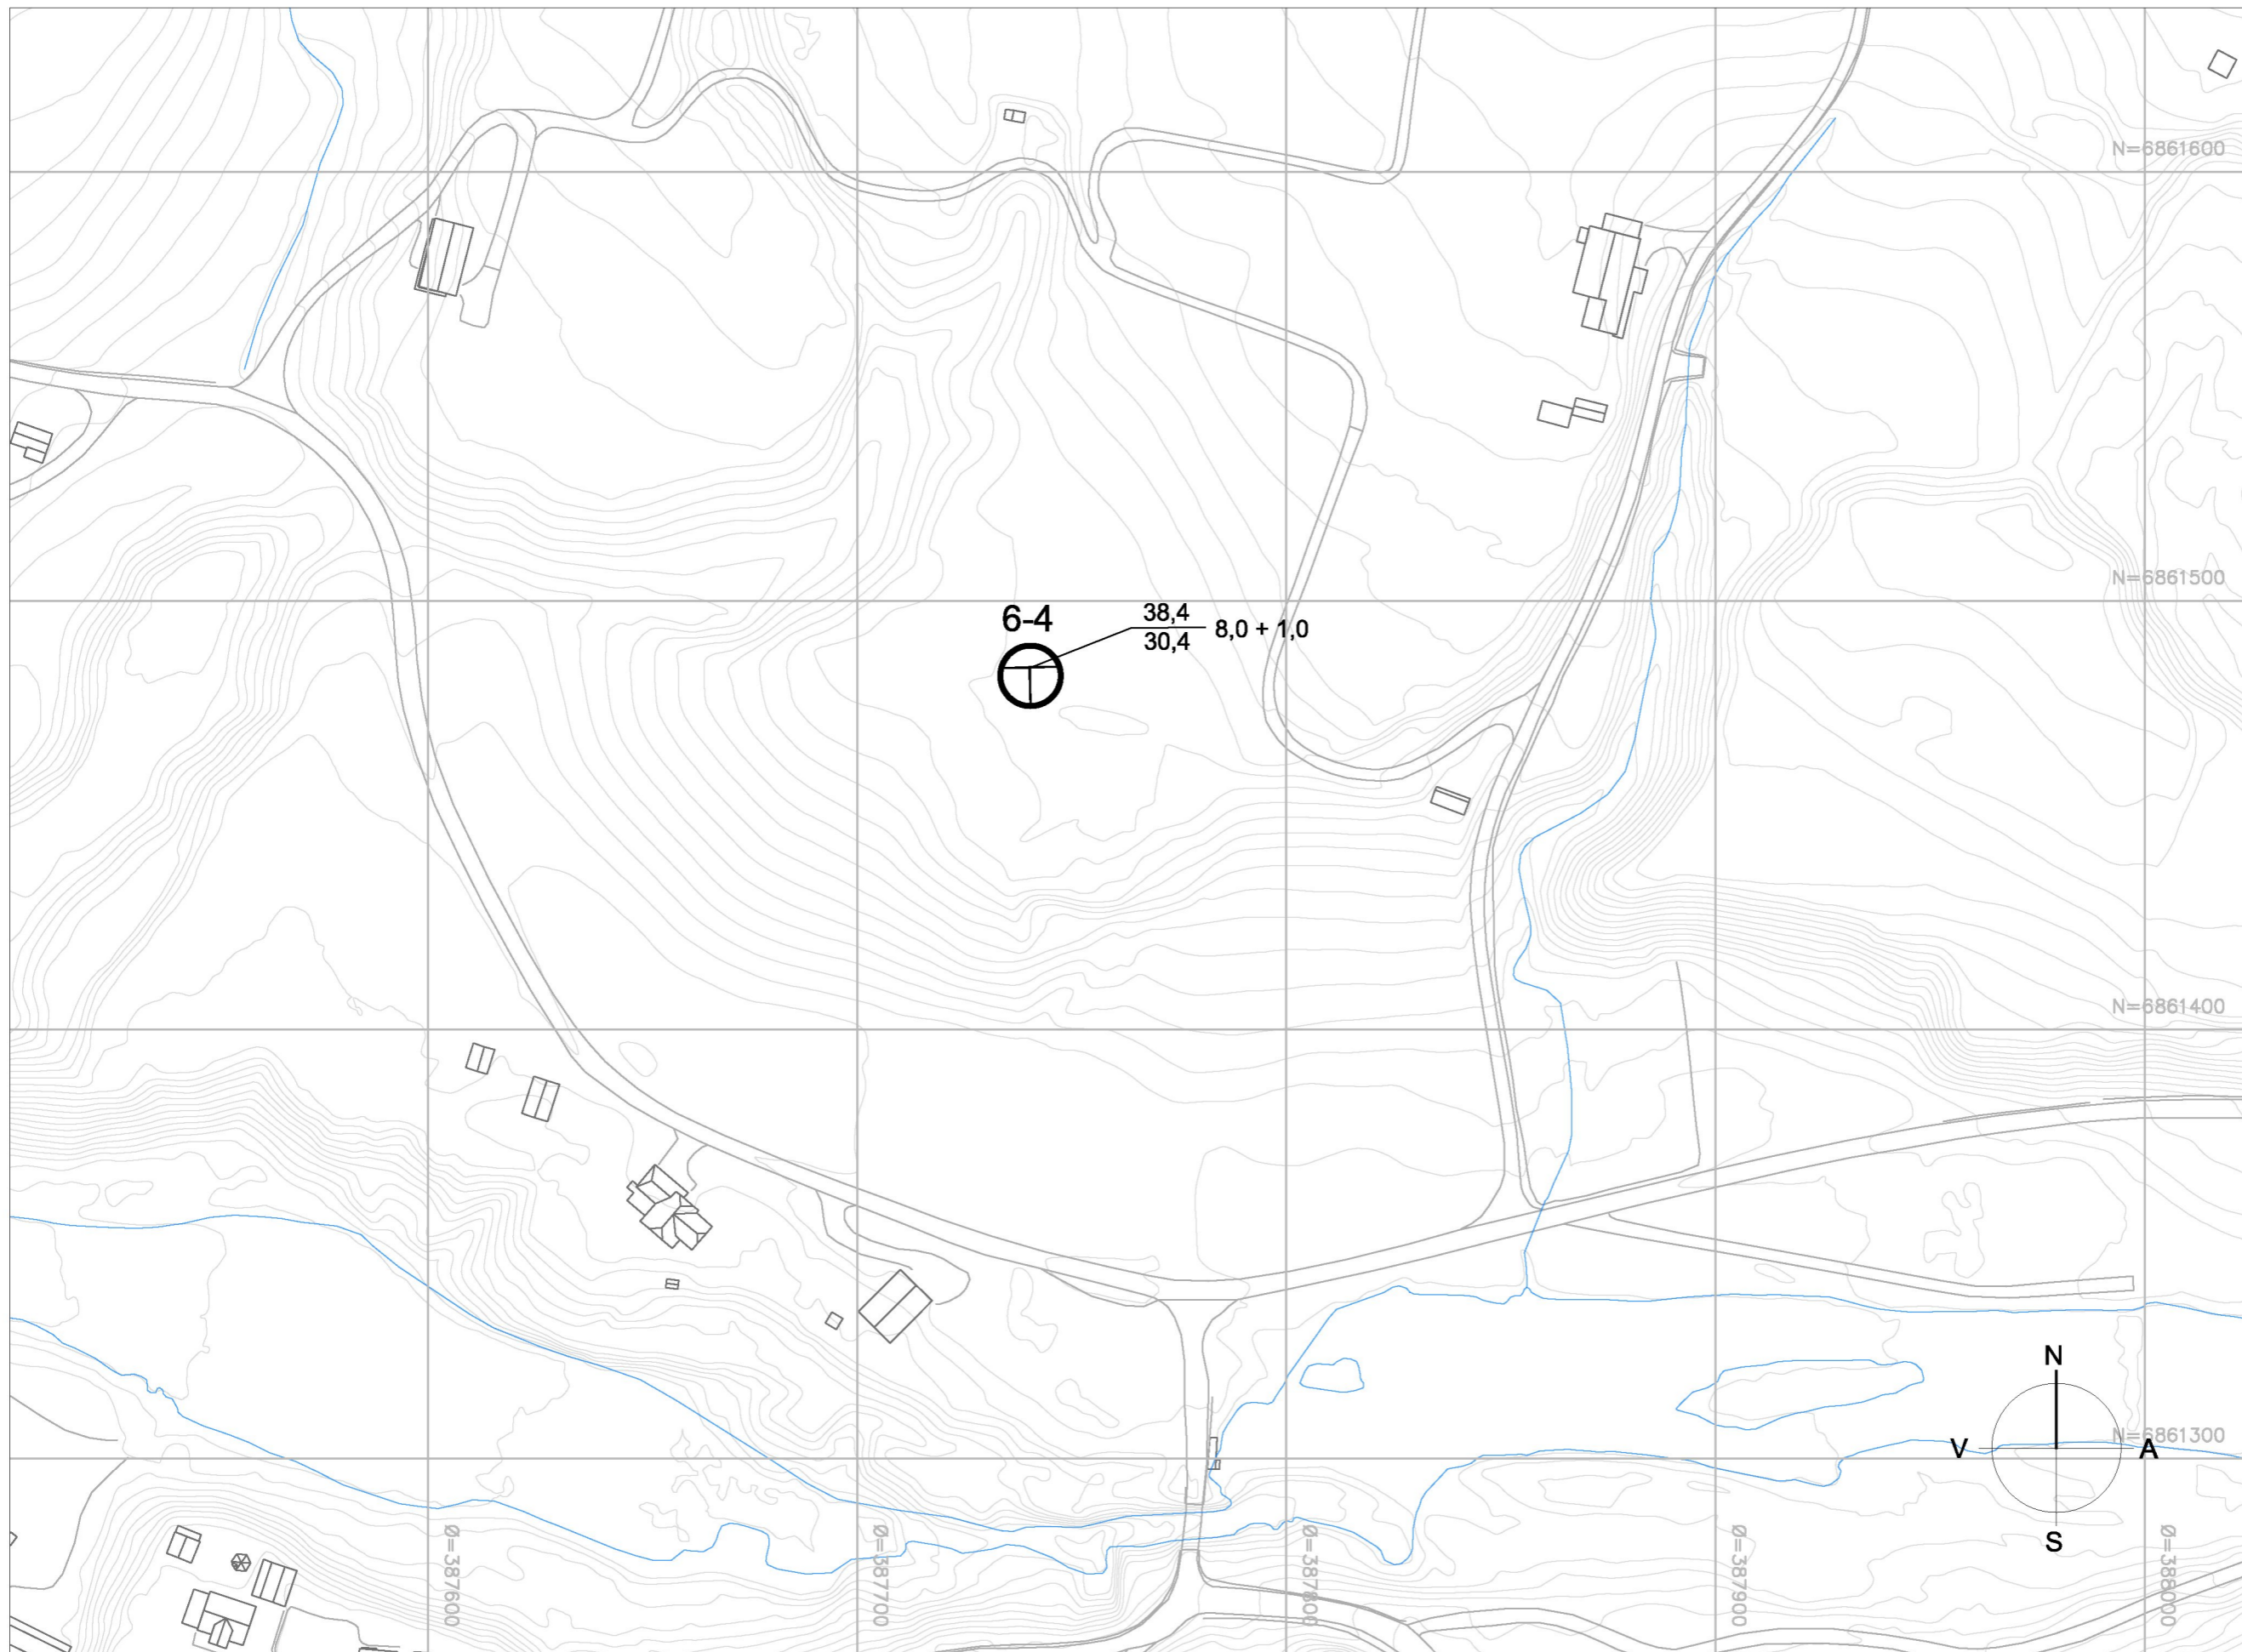 N=6861600
N=6861500
6-4
38,4
30,4
8,0 + 1,0
N=6861400
N
V
A
N=6861300
S
Ø=387600
Ø=387700
Ø=387800
Ø=387900
Ø=388000